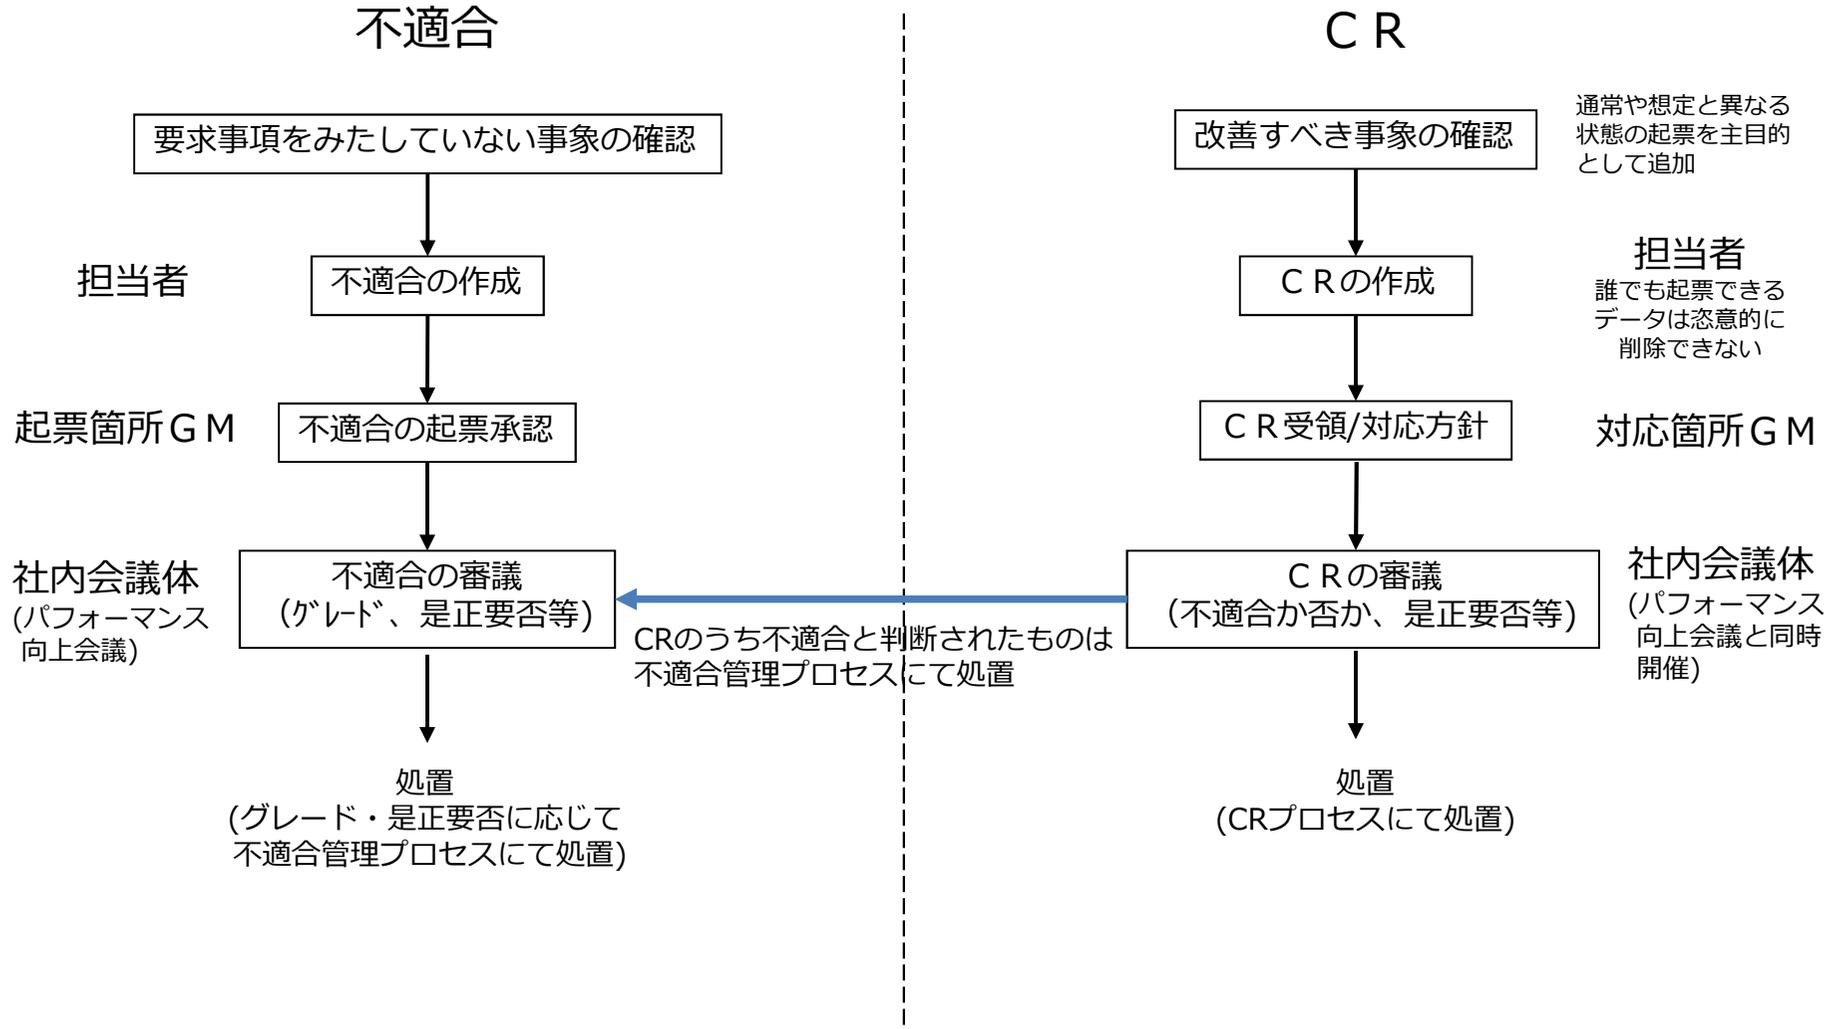 不適合
要求事項をみたしていない事象の確認
担当者
不適合の作成
起票箇所ＧＭ
不適合の起票承認
社内会議体
(パフォーマンス
向上会議)
不適合の審議
（ｸﾞﾚｰﾄﾞ、是正要否等）
CRのうち不適合と判断されたものは
不適合管理プロセスにて処置
処置
(グレード・是正要否に応じて
不適合管理プロセスにて処置)
ＣＲ
改善すべき事象の確認
通常や想定と異なる
状態の起票を主目的
として追加
ＣＲの作成
担当者
誰でも起票できる
データは恣意的に
削除できない
ＣＲ受領/対応方針
対応箇所ＧＭ
ＣＲの審議
（不適合か否か、是正要否等）
社内会議体
(パフォーマンス
向上会議と同時
開催)
処置
(CRプロセスにて処置)